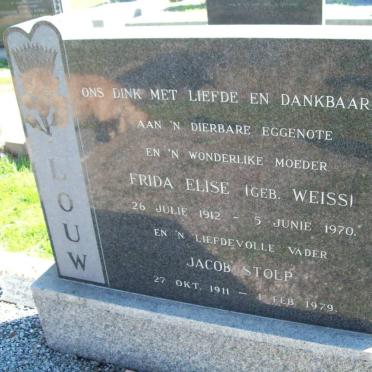 LOUW
ONS DINK MET LIEFDE EN DANKBAAR
AAN 'N DIERBARE EGGENOTE
EN 'N WONDERLIKE MOEDER
FRIDA ELISE (GEB. WEISS)
26 JULIE 1912 - 5 JUNIE 1970.
EN 'N LIEFDEVOLLE VADER
JACOB STOLP
27 OKT. 1911 - FEB. 1979.